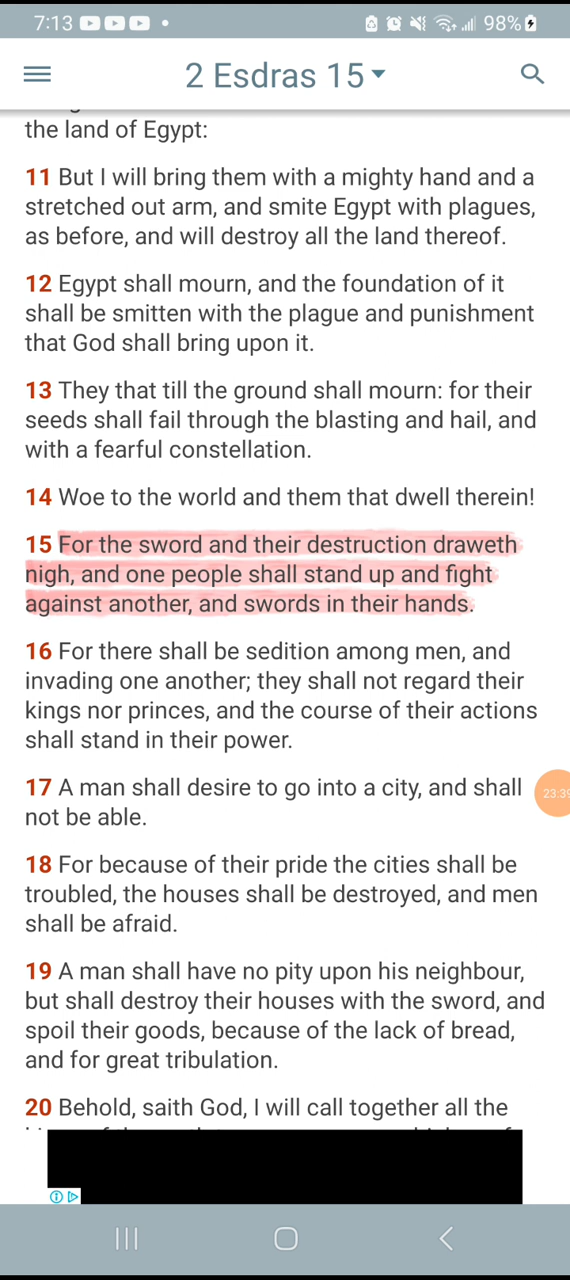 7:13
98%
2 Esdras 15
the land of Egypt:
11 But I will bring them with a mighty hand and a
stretched out arm, and smite Egypt with plagues,
as before, and will destroy all the land thereof.
12 Egypt shall mourn, and the foundation of it
shall be smitten with the plague and punishment
that God shall bring upon it.
13 They that till the ground shall mourn: for their
seeds shall fail through the blasting and hail, and
with a fearful constellation.
14 Woe to the world and them that dwell therein!
15 For the sword and their destruction draweth
nigh, and one people shall stand up and fight
against another, and swords in their hands.
16 For there shall be sedition among men, and
invading one another; they shall not regard their
kings nor princes, and the course of their actions
shall stand in their power.
17 A man shall desire to go into a city, and shall
not be able.
23:39
18 For because of their pride the cities shall be
troubled, the houses shall be destroyed, and men
shall be afraid.
19 A man shall have no pity upon his neighbour,
but shall destroy their houses with the sword, and
spoil their goods, because of the lack of bread,
and for great tribulation.
20 Behold, saith God, I will call together all the